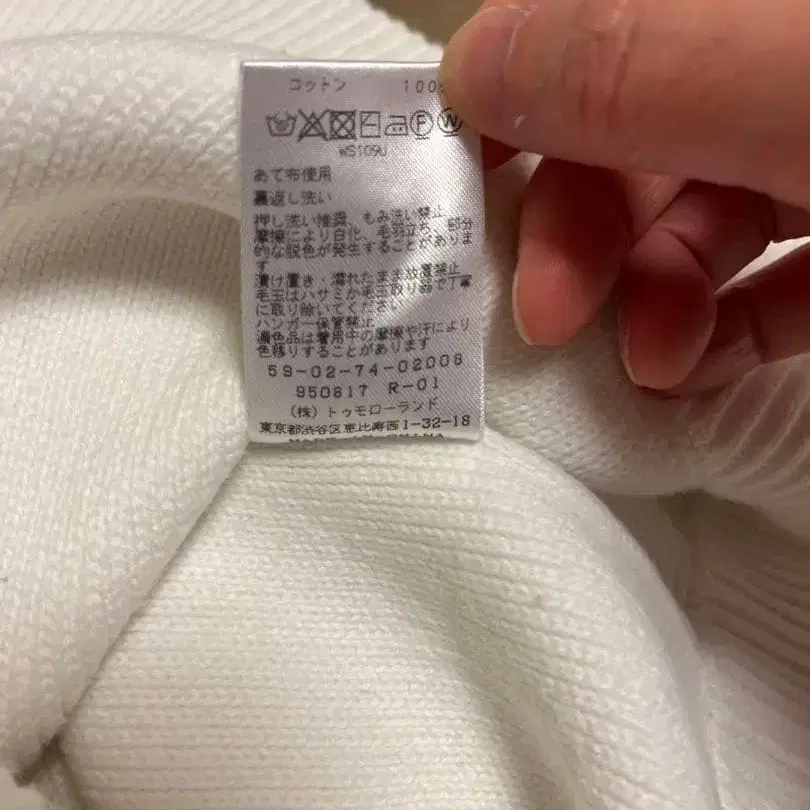 コットン 100
F W
WS109U
あて布使用
裏返し洗い
押し洗い推奨、もみ洗い禁止
摩擦により白化、毛羽立ち、部分
的な脱色が発生することがありま
す
漬け置き・濡れたまま放置禁止
毛玉はハサミか毛玉取り器で丁寧
に取り除いてください
ハンガー保管禁止
濃色品は着用中の摩擦や汗により
色移りすることがあります
59-02-74-02008
950817 R-01
(株)トゥモローランド
東京都渋谷区恵比寿西1-32-18
MADE IN CHINA